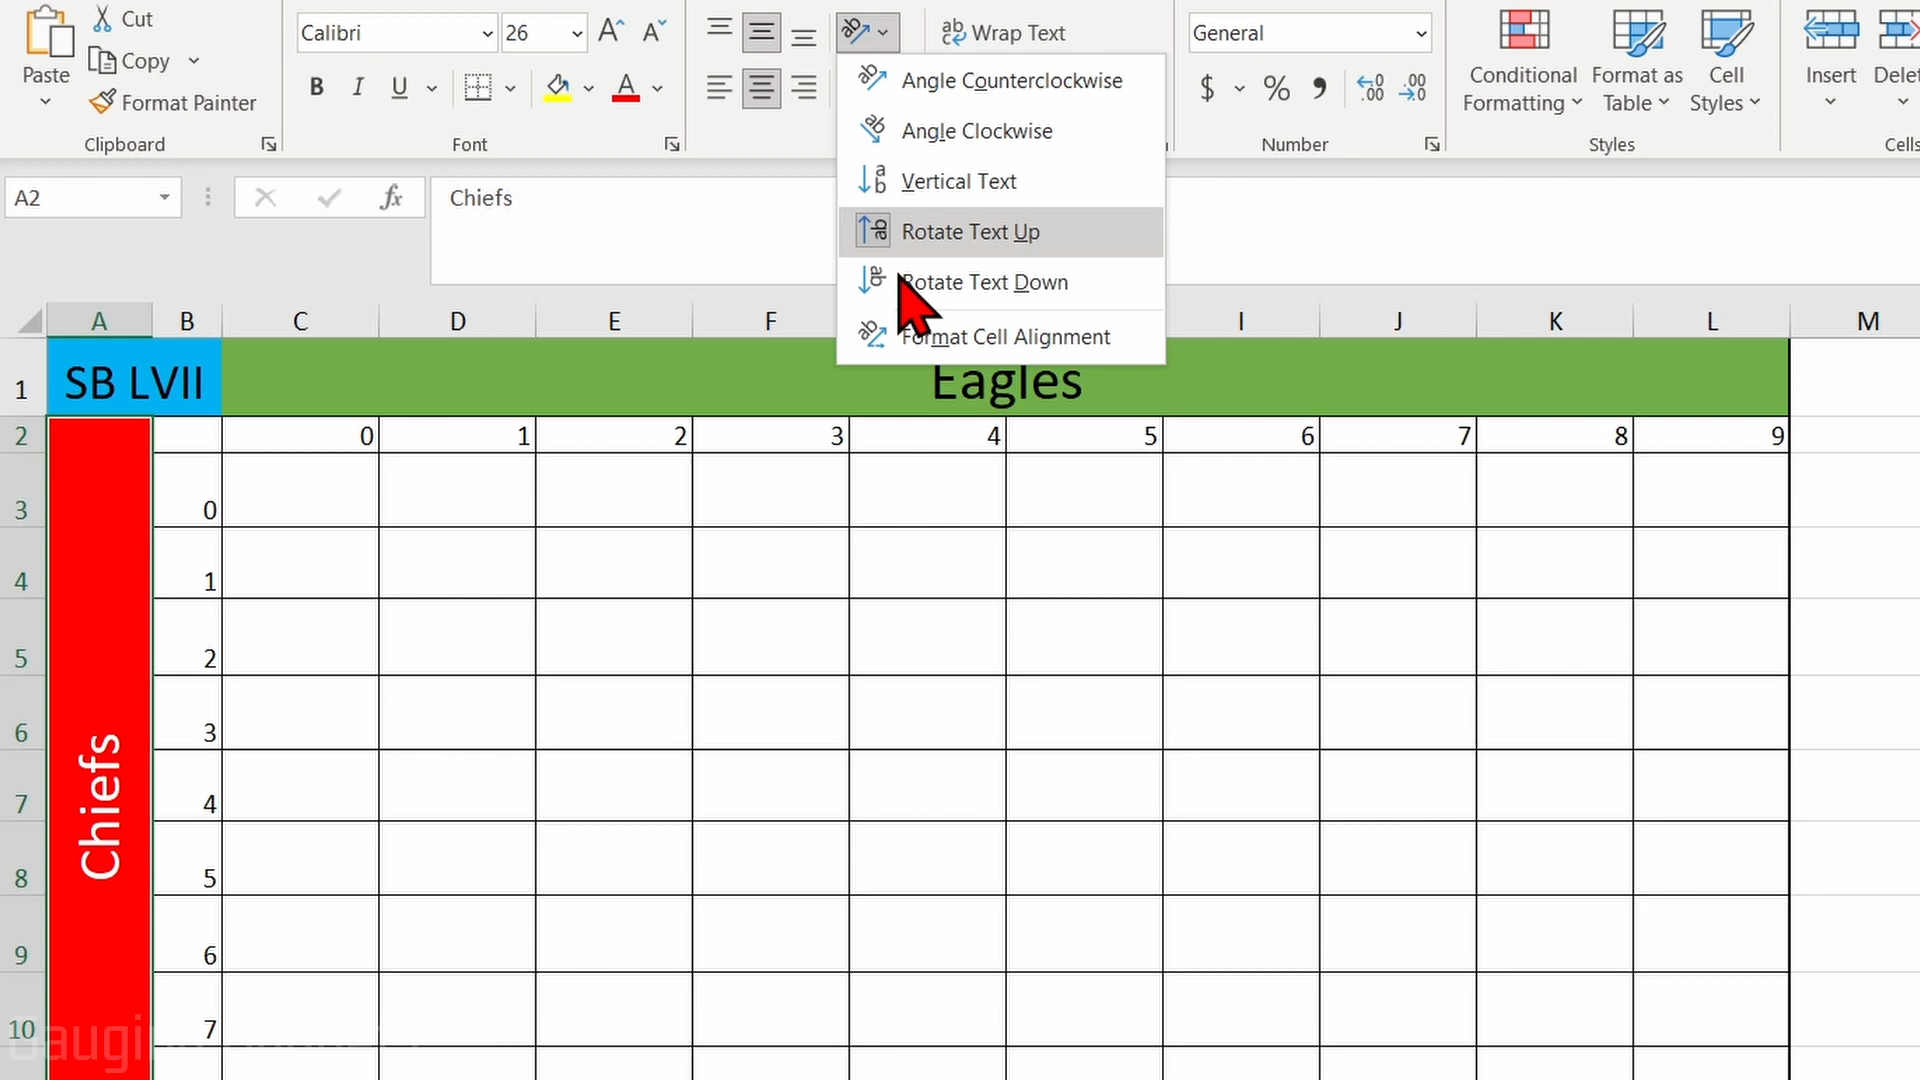 Cut
Calibri 26
Wrap Text
General
Paste
Copy
Format Painter
B I U
A
$ % ,
Conditional Formatting
Format as Table
Cell Styles
Insert
Clipboard
Font
Number
Styles
Cells
Angle Counterclockwise
Angle Clockwise
Vertical Text
Rotate Text Up
Rotate Text Down
Format Cell Alignment
A2
fx
Chiefs
A B C D E F I J L K M
1 SB LVII Eagles
2 0 1 2 3 4 5 6 7 8 9
3 0
4 1
5 2
6 3
7 4
8 5
9 6
10 7
Chiefs